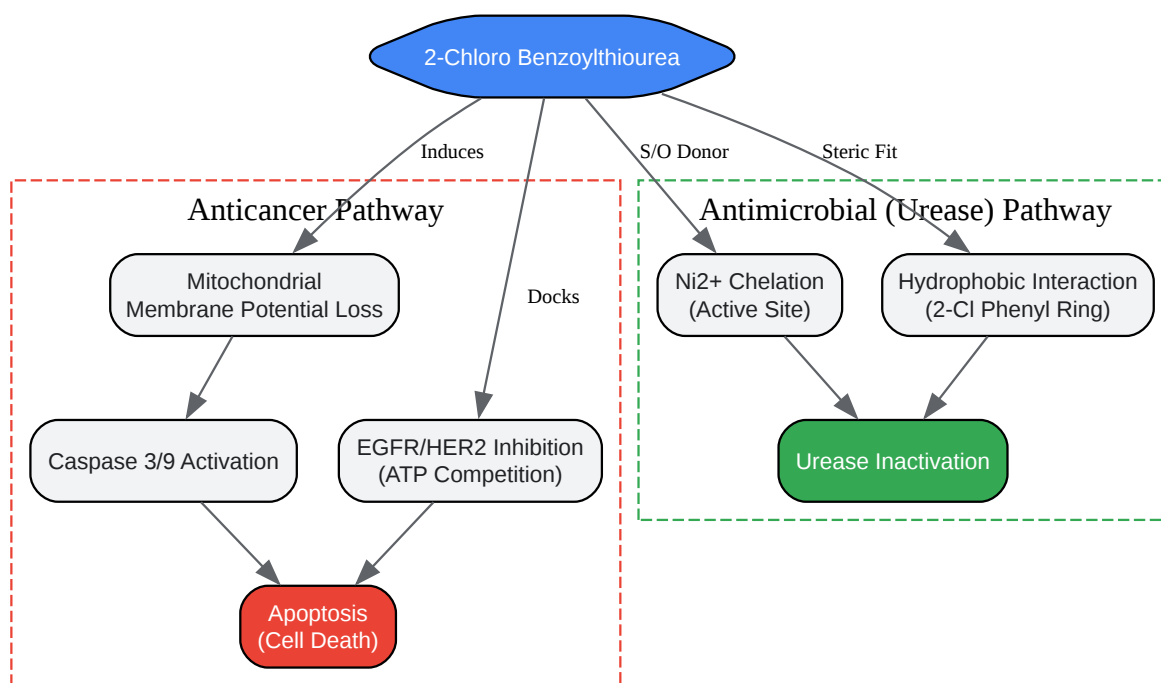 2-Chloro Benzoylthiourea
Induces
S/O Donor
Steric Fit
Anticancer Pathway
Antimicrobial (Urease) Pathway
Mitochondrial
Membrane Potential Loss
Docks
Ni2+ Chelation
(Active Site)
Hydrophobic Interaction
(2-Cl Phenyl Ring)
Caspase 3/9 Activation
EGFR/HER2 Inhibition
(ATP Competition)
Urease Inactivation
Apoptosis
(Cell Death)